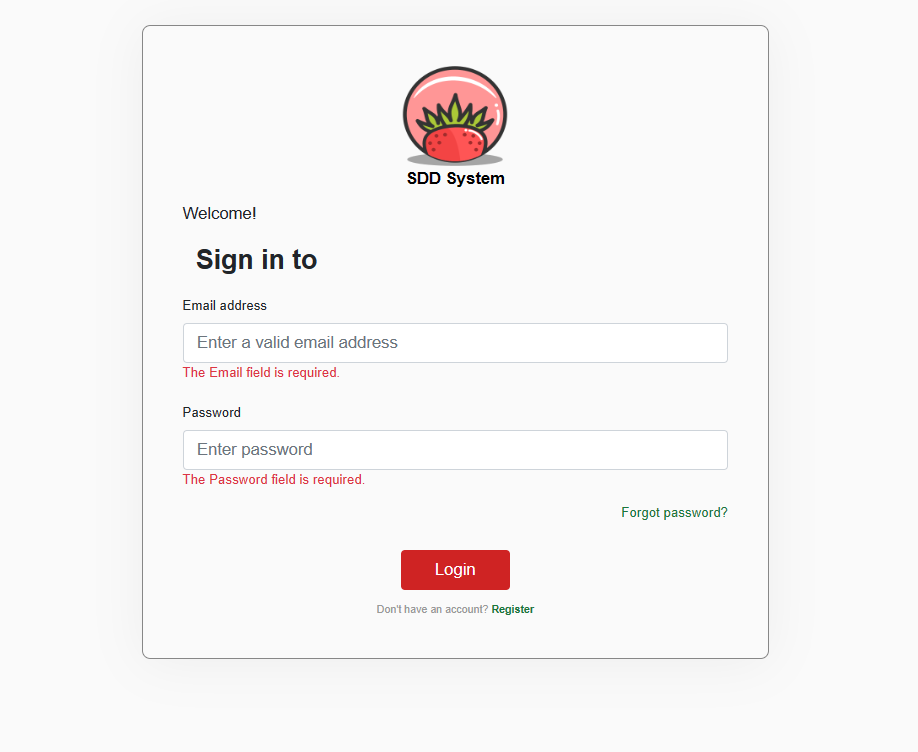 SDD System
Welcome!
Sign in to
Email address
Enter a valid email address
The Email field is required.
Password
Enter password
The Password field is required.
Forgot password?
Login
Don't have an account? Register